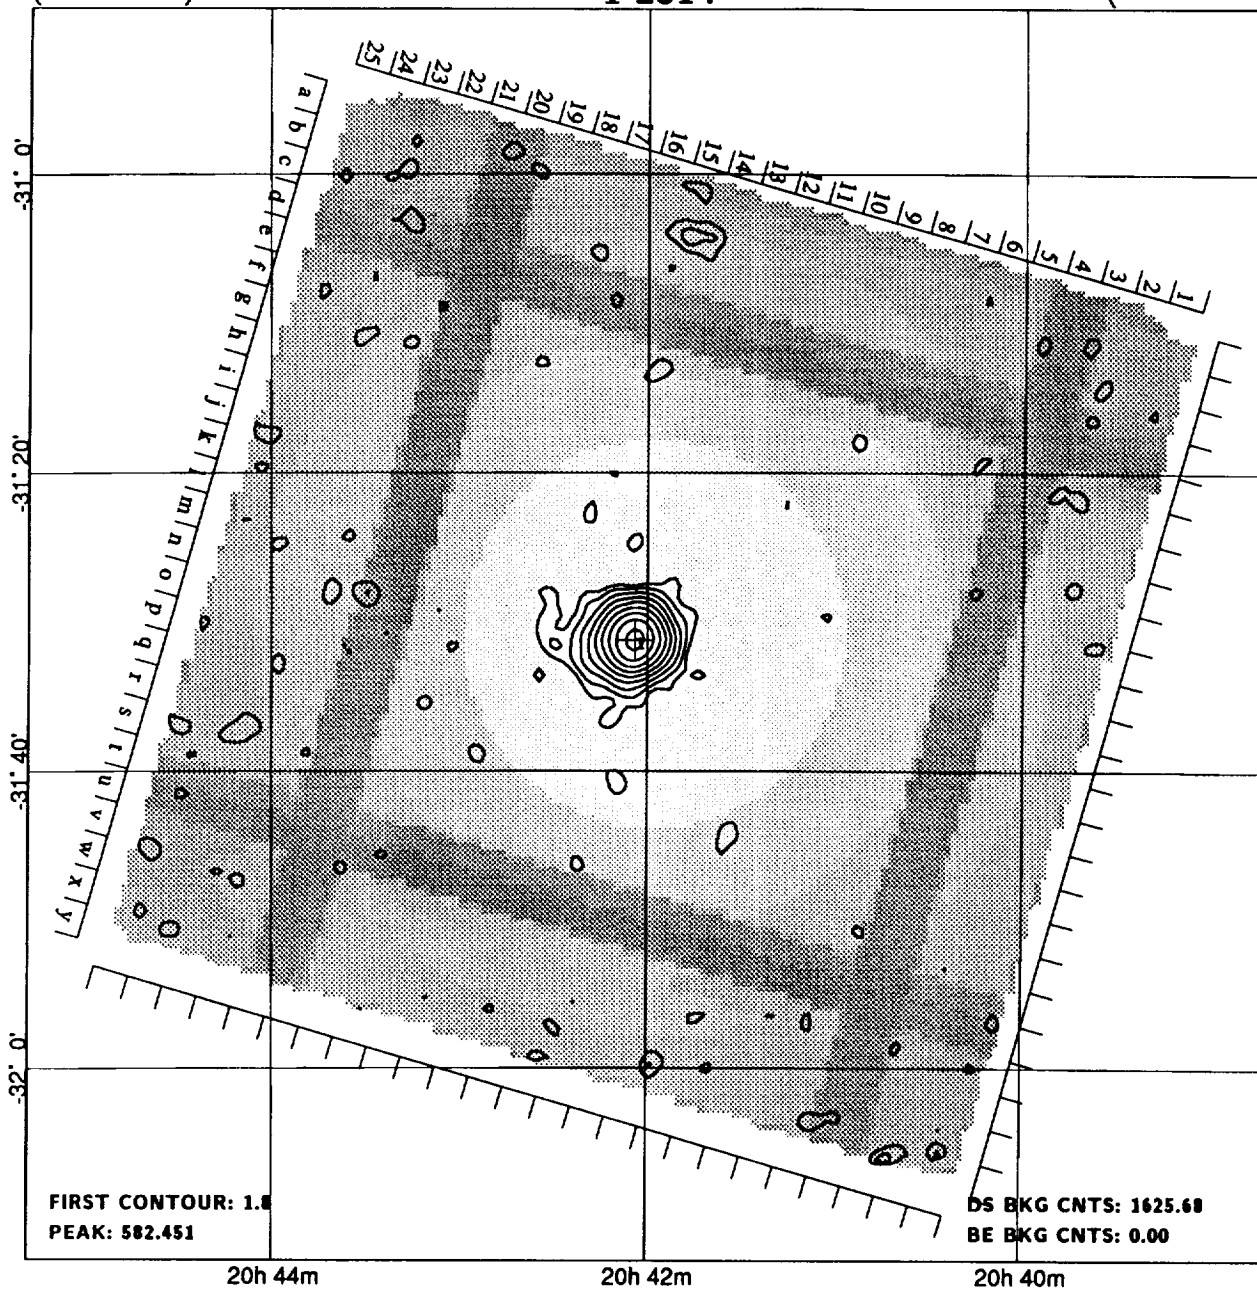 25 24 23 22 21 20 19 18 17 16 15 14 13 12 11 10 9 8 7 6 5 4 3 2 1
a b c d e f g h i j k l m n o p q r s t u v w x y
-31° 0'
-31° 20'
-31° 40'
-32° 0'
FIRST CONTOUR: 1.8
PEAK: 582.451
DS BKG CNTS: 1625.68
BE BKG CNTS: 0.00
20h 44m 20h 42m 20h 40m